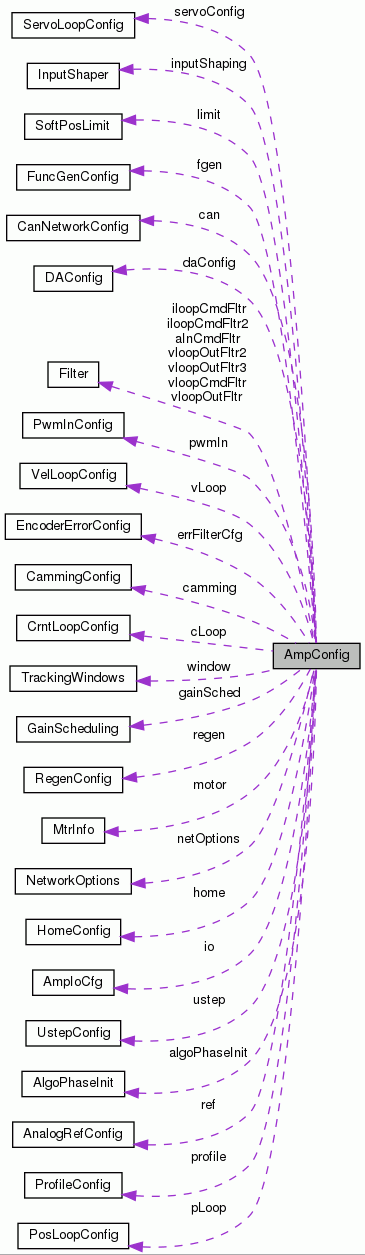 servoConfig
ServoLoopConfig
inputShaping
InputShaper
limit
SoftPosLimit
fgen
FuncGenConfig
can
CanNetworkConfig
daConfig
DAConfig
iloopCmdFltr
iloopCmdFltr2
aInCmdFltr
vloopOutFltr2
vloopOutFltr3
vloopCmdFltr
vloopOutFltr
Filter
PwmInConfig
pwmIn
VelLoopConfig
vLoop
EncoderErrorConfig
errFilterCfg
CammingConfig
camming
CrntLoopConfig
cLoop
AmpConfig
TrackingWindows
window
gainSched
GainScheduling
regen
RegenConfig
motor
MtrInfo
netOptions
NetworkOptions
home
HomeConfig
io
AmpIoCfg
ustep
UstepConfig
algoPhaseInit
AlgoPhaseInit
ref
AnalogRefConfig
profile
ProfileConfig
pLoop
PosLoopConfig